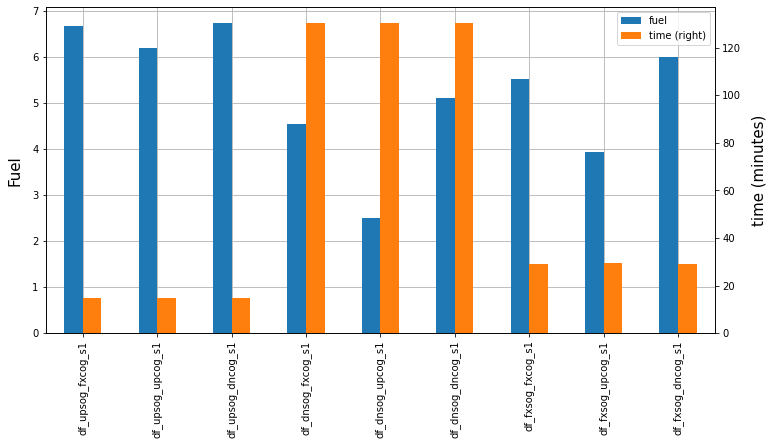 fuel
time (right)
Fuel
7
6
5
4
3
2
1
0
120
100
80
60
40
20
0
time (minutes)
df_upsog_fxcog_s1
df_upsog_upcog_s1
df_upsog_dncog_s1
df_dnsog_fxcog_s1
df_dnsog_upcog_s1
df_dnsog_dncog_s1
df_fxsog_fxcog_s1
df_fxsog_upcog_s1
df_fxsog_dncog_s1